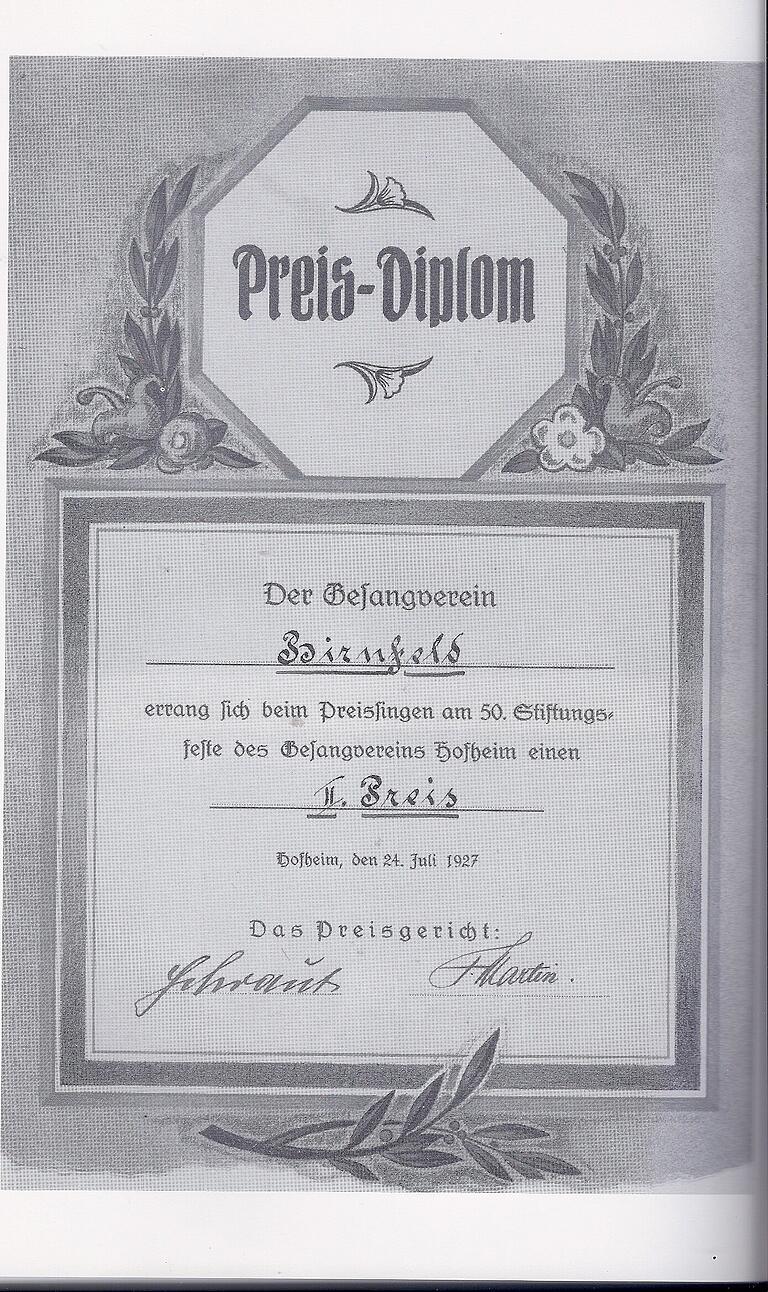 Preis-Diplom
Der Gesangverein
Birnfeld
errang sich beim Preissingen am 50. Stiftungs-
feste des Gesangvereins Hofheim einen
II. Preis
Hofheim, den 24. Juli 1927
Das Preisgericht:
F. Martin.